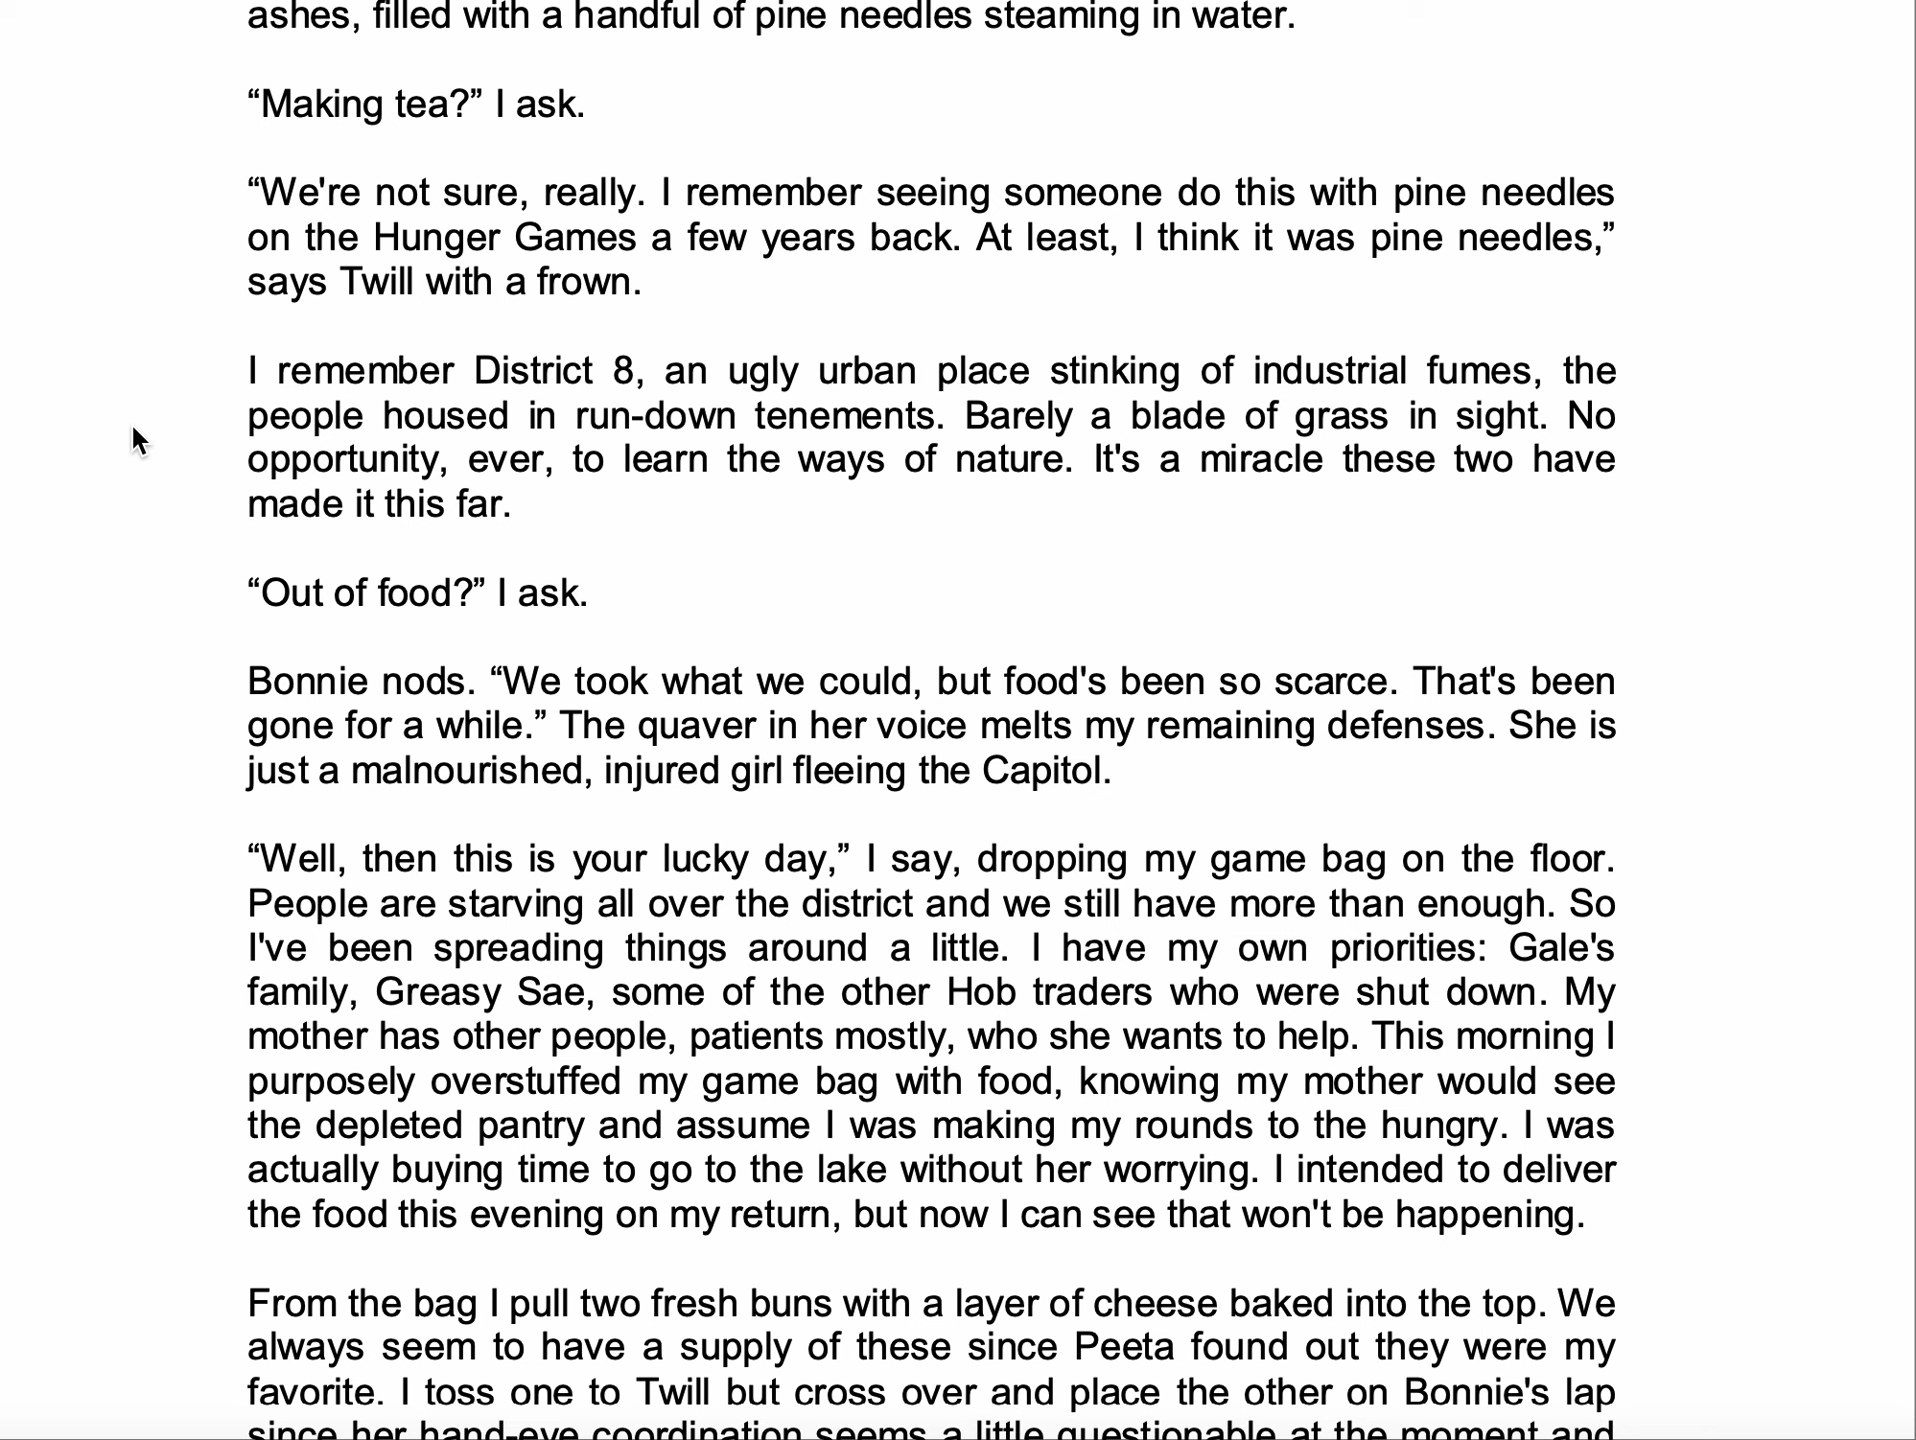 ashes, filled with a handful of pine needles steaming in water.
“Making tea?” I ask.
“We're not sure, really. I remember seeing someone do this with pine needles
on the Hunger Games a few years back. At least, I think it was pine needles,”
says Twill with a frown.
I remember District 8, an ugly urban place stinking of industrial fumes, the
people housed in run-down tenements. Barely a blade of grass in sight. No
opportunity, ever, to learn the ways of nature. It's a miracle these two have
made it this far.
“Out of food?” I ask.
Bonnie nods. “We took what we could, but food's been so scarce. That's been
gone for a while.” The quaver in her voice melts my remaining defenses. She is
just a malnourished, injured girl fleeing the Capitol.
“Well, then this is your lucky day,” I say, dropping my game bag on the floor.
People are starving all over the district and we still have more than enough. So
I've been spreading things around a little. I have my own priorities: Gale's
family, Greasy Sae, some of the other Hob traders who were shut down. My
mother has other people, patients mostly, who she wants to help. This morning I
purposely overstuffed my game bag with food, knowing my mother would see
the depleted pantry and assume I was making my rounds to the hungry. I was
actually buying time to go to the lake without her worrying. I intended to deliver
the food this evening on my return, but now I can see that won't be happening.
From the bag I pull two fresh buns with a layer of cheese baked into the top. We
always seem to have a supply of these since Peeta found out they were my
favorite. I toss one to Twill but cross over and place the other on Bonnie's lap
since her hand-eye coordination seems a little questionable at the moment and